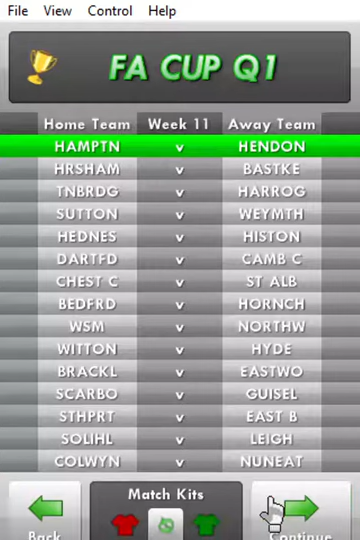 File View Control Help
FA CUP Q1
Home Team Week 11 Away Team
HAMPTN v HENDON
HRSHAM v BASTKE
TNBRDG v HARROG
SUTTON v WEYMTH
HEDNES v HISTON
DARTFD v CAMB C
CHEST C v ST ALB
BEDFRD v HORNCH
WSM v NORTHW
WITTON v HYDE
BRACKL v EASTWO
SCARBO v GUISEL
STHPRT v EAST B
SOLIHL v LEIGH
COLWYN v NUNEAT
Match Kits
Back Continue